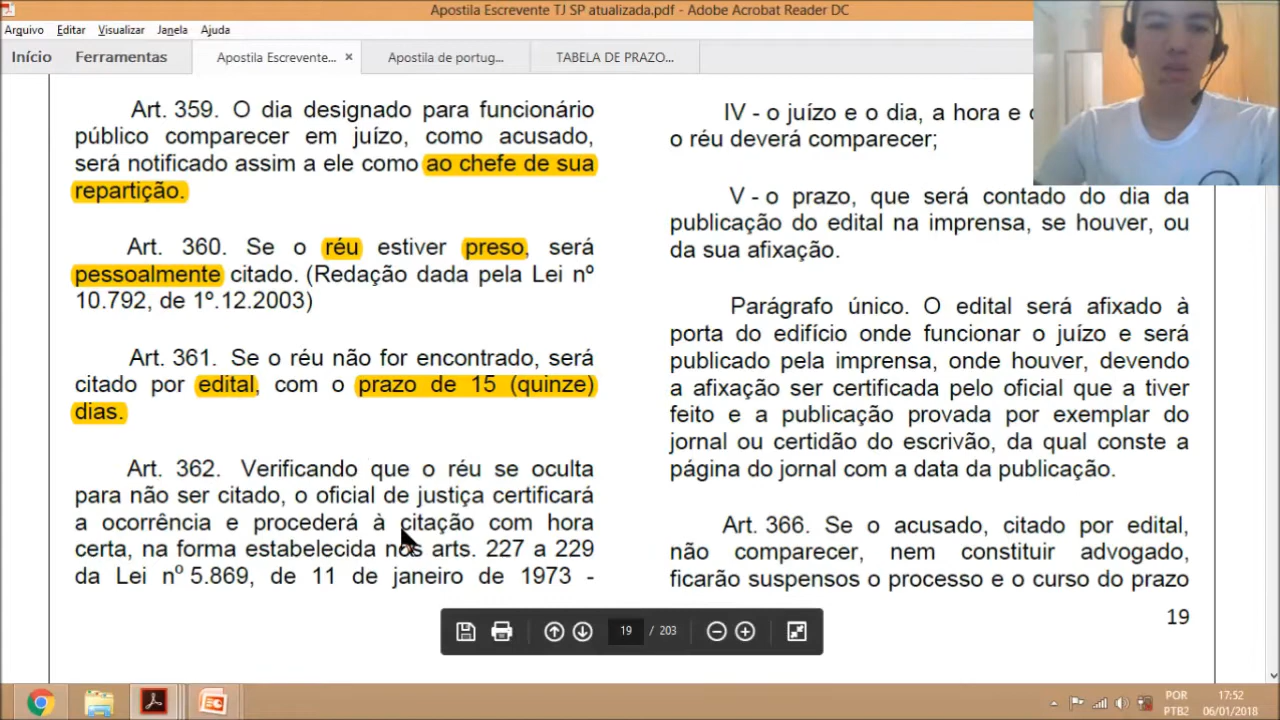 Apostila Escrevente TJ SP atualizada.pdf - Adobe Acrobat Reader DC
Arquivo Editar Visualizar Janela Ajuda
Início Ferramentas Apostila Escrevente... × Apostila de portug... TABELA DE PRAZO...
Art. 359. O dia designado para funcionário
público comparecer em juízo, como acusado,
será notificado assim a ele como ao chefe de sua
repartição.
Art. 360. Se o réu estiver preso, será
pessoalmente citado. (Redação dada pela Lei nº
10.792, de 1º.12.2003)
Art. 361. Se o réu não for encontrado, será
citado por edital, com o prazo de 15 (quinze)
dias.
Art. 362. Verificando que o réu se oculta
para não ser citado, o oficial de justiça certificará
a ocorrência e procederá à citação com hora
certa, na forma estabelecida nos arts. 227 a 229
da Lei nº 5.869, de 11 de janeiro de 1973 -
IV - o juízo e o dia, a hora e
o réu deverá comparecer;
V - o prazo, que será contado do dia da
publicação do edital na imprensa, se houver, ou
da sua afixação.
Parágrafo único. O edital será afixado à
porta do edifício onde funcionar o juízo e será
publicado pela imprensa, onde houver, devendo
a afixação ser certificada pelo oficial que a tiver
feito e a publicação provada por exemplar do
jornal ou certidão do escrivão, da qual conste a
página do jornal com a data da publicação.
Art. 366. Se o acusado, citado por edital,
não comparecer, nem constituir advogado,
ficarão suspensos o processo e o curso do prazo
19
19 / 203
POR 17:52
PTB2 06/01/2018